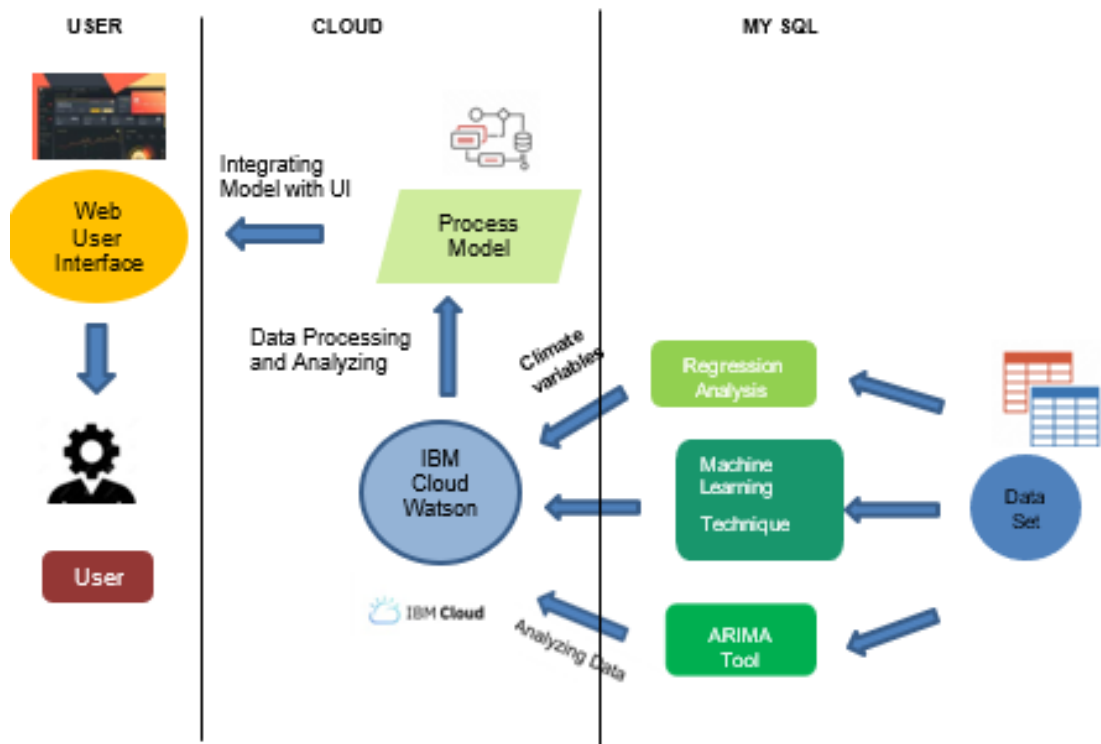 USER
CLOUD
MY SQL
Integrating
Model with UI
Web
User
Interface
Process
Model
Data Processing
and Analyzing
Climate
variables
Regression
Analysis
IBM
Cloud
Watson
Machine
Learning
Technique
Data
Set
User
IBM Cloud
Analyzing Data
ARIMA
Tool